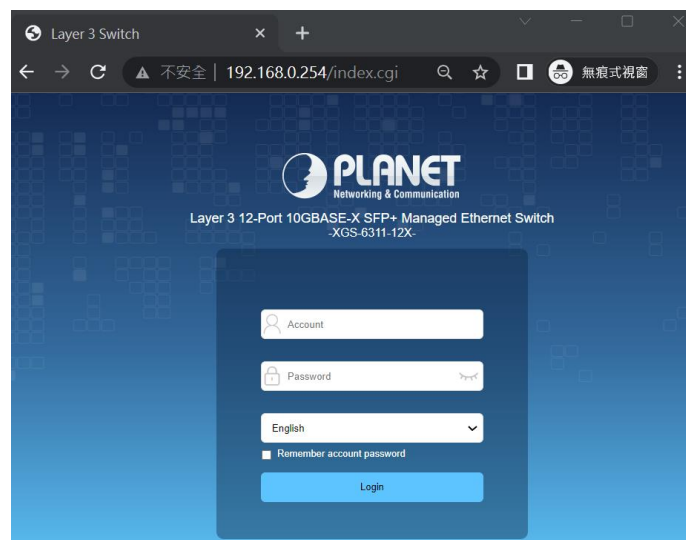 Layer 3 Switch
不安全 192.168.0.254/index.cgi 無痕式視窗
PLANET
Networking & Communication
Layer 3 12-Port 10GBASE-X SFP+ Managed Ethernet Switch
-XGS-6311-12X-
Account
Password
English
Remember account password
Login